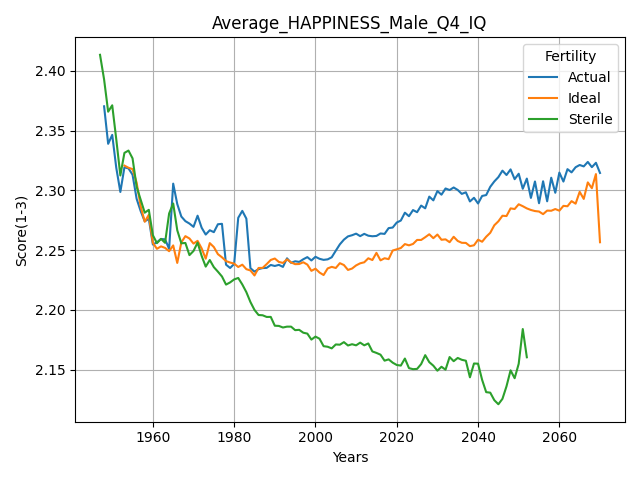 Average_HAPPINESS_Male_Q4_IQ
Fertility
Actual
Ideal
Sterile
Score(1-3)
2.40
2.35
2.30
2.25
2.20
2.15
1960 1980 2000 2020 2040 2060
Years